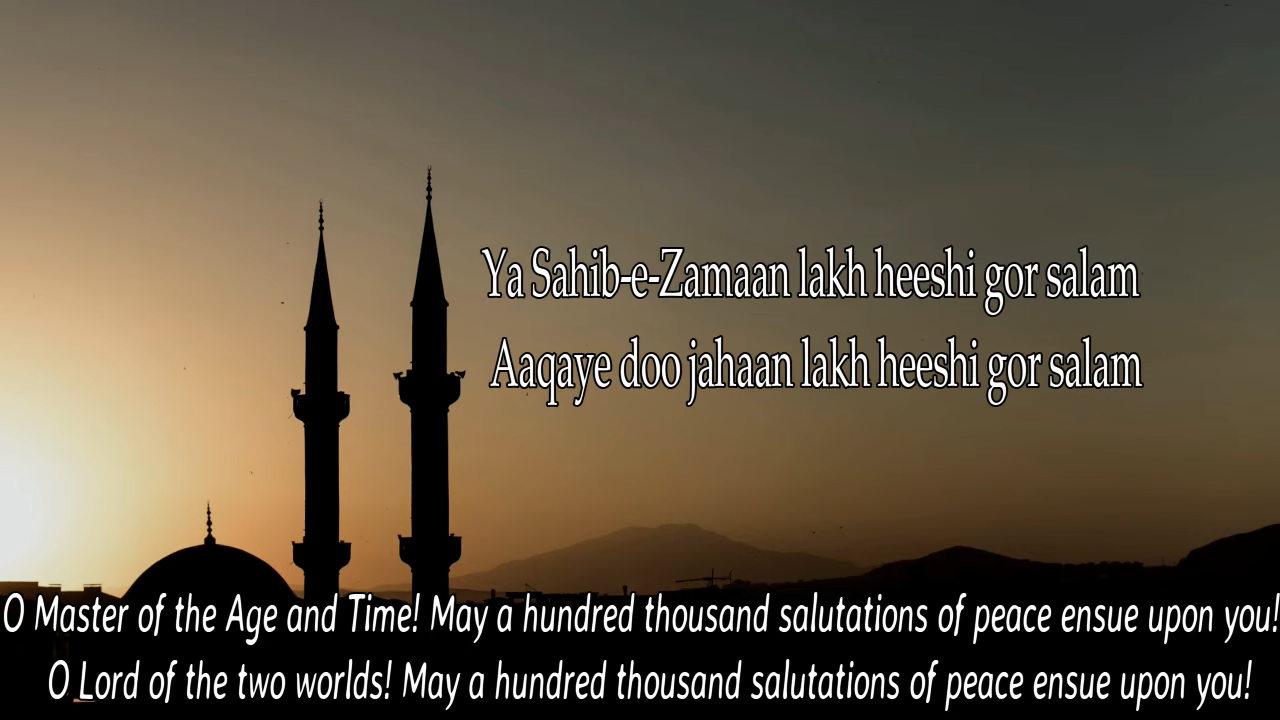 Ya Sahib-e-Zamaan lakh heeshi gor salam
Aaqaye doo jahaan lakh heeshi gor salam
O Master of the Age and Time! May a hundred thousand salutations of peace ensue upon you!
O Lord of the two worlds! May a hundred thousand salutations of peace ensue upon you!